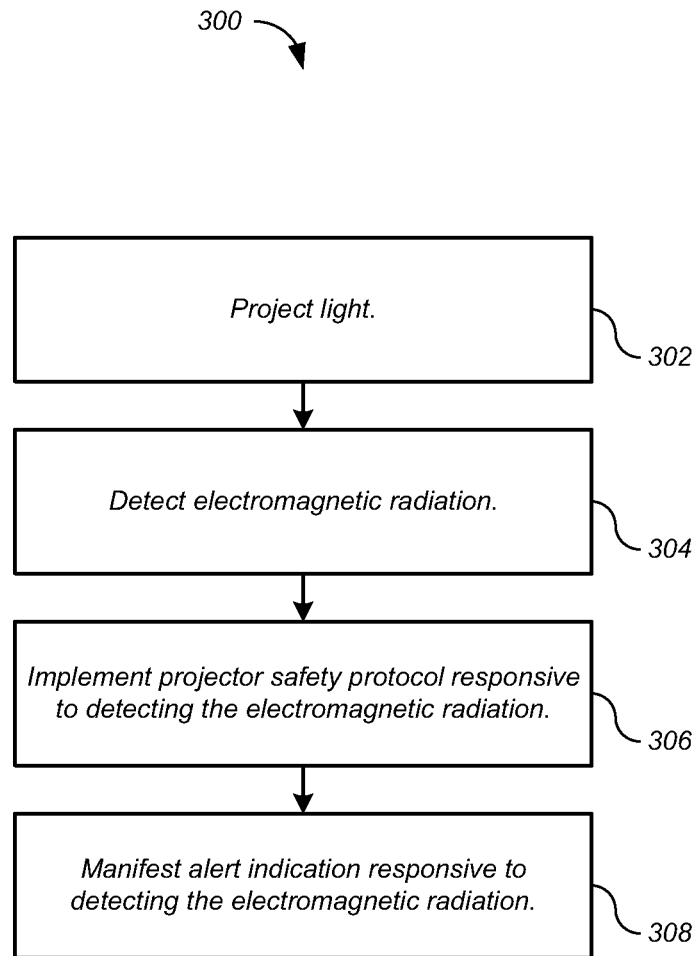 300
Project light.
302
Detect electromagnetic radiation.
304
Implement projector safety protocol responsive
to detecting the electromagnetic radiation.
306
Manifest alert indication responsive to
detecting the electromagnetic radiation.
308